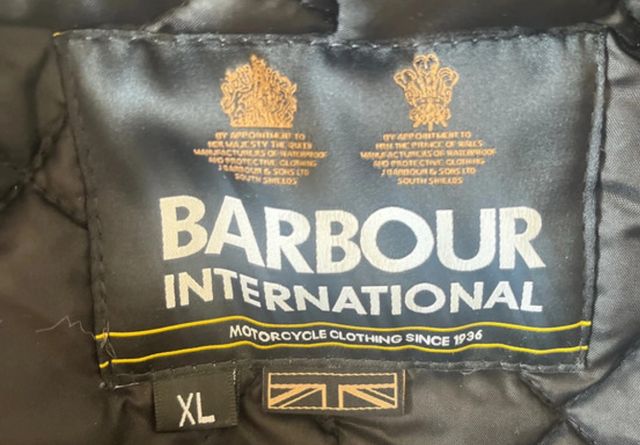 BY APPOINTMENT TO
HER MAJESTY THE QUEEN
MANUFACTURERS OF WATERPROOF
AND PROTECTIVE CLOTHING
J BARBOUR & SONS LTD
SOUTH SHIELDS
BY APPOINTMENT TO
HRH THE PRINCE OF WALES
MANUFACTURERS OF WATERPROOF
AND PROTECTIVE CLOTHING
J BARBOUR & SONS LTD
SOUTH SHIELDS
BARBOUR
INTERNATIONAL
MOTORCYCLE CLOTHING SINCE 1936
XL